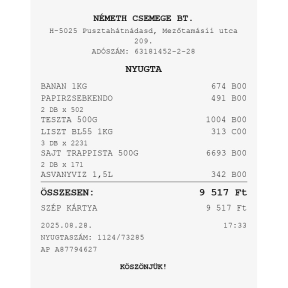 NÉMETH CSEMEGE BT.
H-5025 Pusztahátnádasd, Mezőtamásii utca
209.
ADÓSZÁM: 63181452-2-28
NYUGTA
BANAN 1KG 674 B00
PAPIRZSEBKENDO 491 B00
2 DB x 502
TESZTA 500G 1004 B00
LISZT BL55 1KG 313 C00
3 DB x 2231
SAJT TRAPPISTA 500G 6693 B00
2 DB x 171
ASVANYVIZ 1,5L 342 B00
ÖSSZESEN: 9 517 Ft
SZÉP KÁRTYA 9 517 Ft
2025.08.28. 17:33
NYUGTASZÁM: 1124/73285
AP A87794627
KÖSZÖNJÜK!